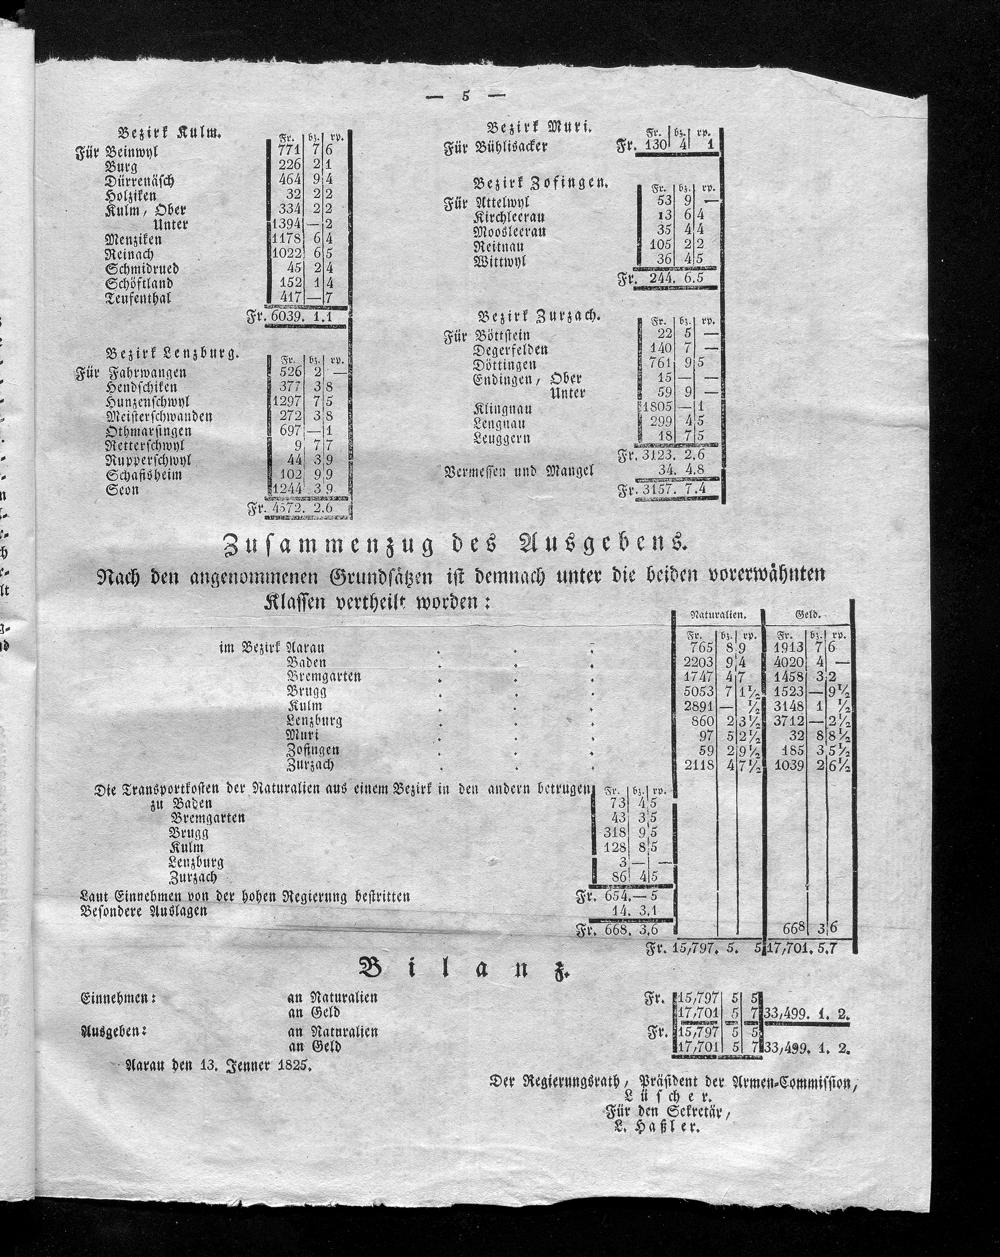 — 5 —
Bezirk Kulm.
Fr. bz. rp.
Für Beinwyl 771 7 6
Burg 226 2 1
Dürrenäsch 464 9 4
Holziken 32 2 2
Kulm, Ober 334 2 2
Unter 1394 — 2
Menziken 1178 6 4
Reinach 1022 6 5
Schmidrued 45 2 4
Schöftland 152 1 4
Teufenthal 417 — 7
Fr. 6039. 1.1
Bezirk Lenzburg.
Fr. bz. rp.
Für Fahrwangen 526 2 —
Hendschiken 377 3 8
Hunzenschwyl 1297 7 5
Meisterschwanden 272 3 8
Othmarsingen 697 — 1
Retterschwyl 9 7 7
Rupperschwyl 44 3 9
Schafisheim 102 9 9
Seon 1244 3 9
Fr. 4572. 2.6
Bezirk Muri.
Fr. bz. rp.
Für Bühlisacker Fr. 130 4 1
Bezirk Zofingen.
Fr. bz. rp.
Für Attelwyl 53 9 —
Kirchleerau 13 6 4
Moosleerau 35 4 4
Reitnau 105 2 2
Wittwyl 36 4 5
Fr. 244. 6.5
Bezirk Zurzach.
Fr. bz. rp.
Für Böttstein 22 5 —
Degerfelden 140 7 —
Döttingen 761 9 5
Endingen, Ober 15 — —
Unter 59 9 —
Klingnau 1805 — 1
Lengnau 299 4 5
Leuggern 18 7 5
Fr. 3123. 2.6
Vermessen und Mangel 34. 4.8
Fr. 3157. 7.4
Zusammenzug des Ausgebens.
Nach den angenommenen Grundsätzen ist demnach unter die beiden vorerwähnten
Klassen vertheilt worden:
Naturalien. Geld.
Fr. bz. rp. Fr. bz. rp.
im Bezirk Aarau . . . 765 8 9 1913 7 6
Baden . . . 2203 9 4 4020 4 —
Bremgarten . . . 1747 4 7 1458 3 2
Brugg . . . 5053 7 1½ 1523 — 9½
Kulm . . . 2891 — ½ 3148 1 ½
Lenzburg . . . 860 2 3½ 3712 — 2½
Muri . . . 97 5 2½ 32 8 8½
Zofingen . . . 59 2 9½ 185 3 5½
Zurzach . . . 2118 4 7½ 1039 2 6½
Die Transportkosten der Naturalien aus einem Bezirk in den andern betrugen Fr. bz. rp.
zu Baden 73 4 5
Bremgarten 43 3 5
Brugg 318 9 5
Kulm 128 8 5
Lenzburg 3 — —
Zurzach 86 4 5
Laut Einnehmen von der hohen Regierung bestritten Fr. 654. — 5
Besondere Auslagen 14. 3.1
Fr. 668. 3.6 668 3 6
Fr. 15,797. 5. 5 17,701. 5.7
Bilanz.
Einnehmen: an Naturalien Fr. 15,797 5 5
an Geld 17,701 5 7 33,499. 1. 2.
Ausgeben: an Naturalien Fr. 15,797 5 5
an Geld 17,701 5 7 33,499. 1. 2.
Aarau den 13. Jenner 1825.
Der Regierungsrath, Präsident der Armen-Commission,
Lüscher.
Für den Sekretär,
L. Haßler.